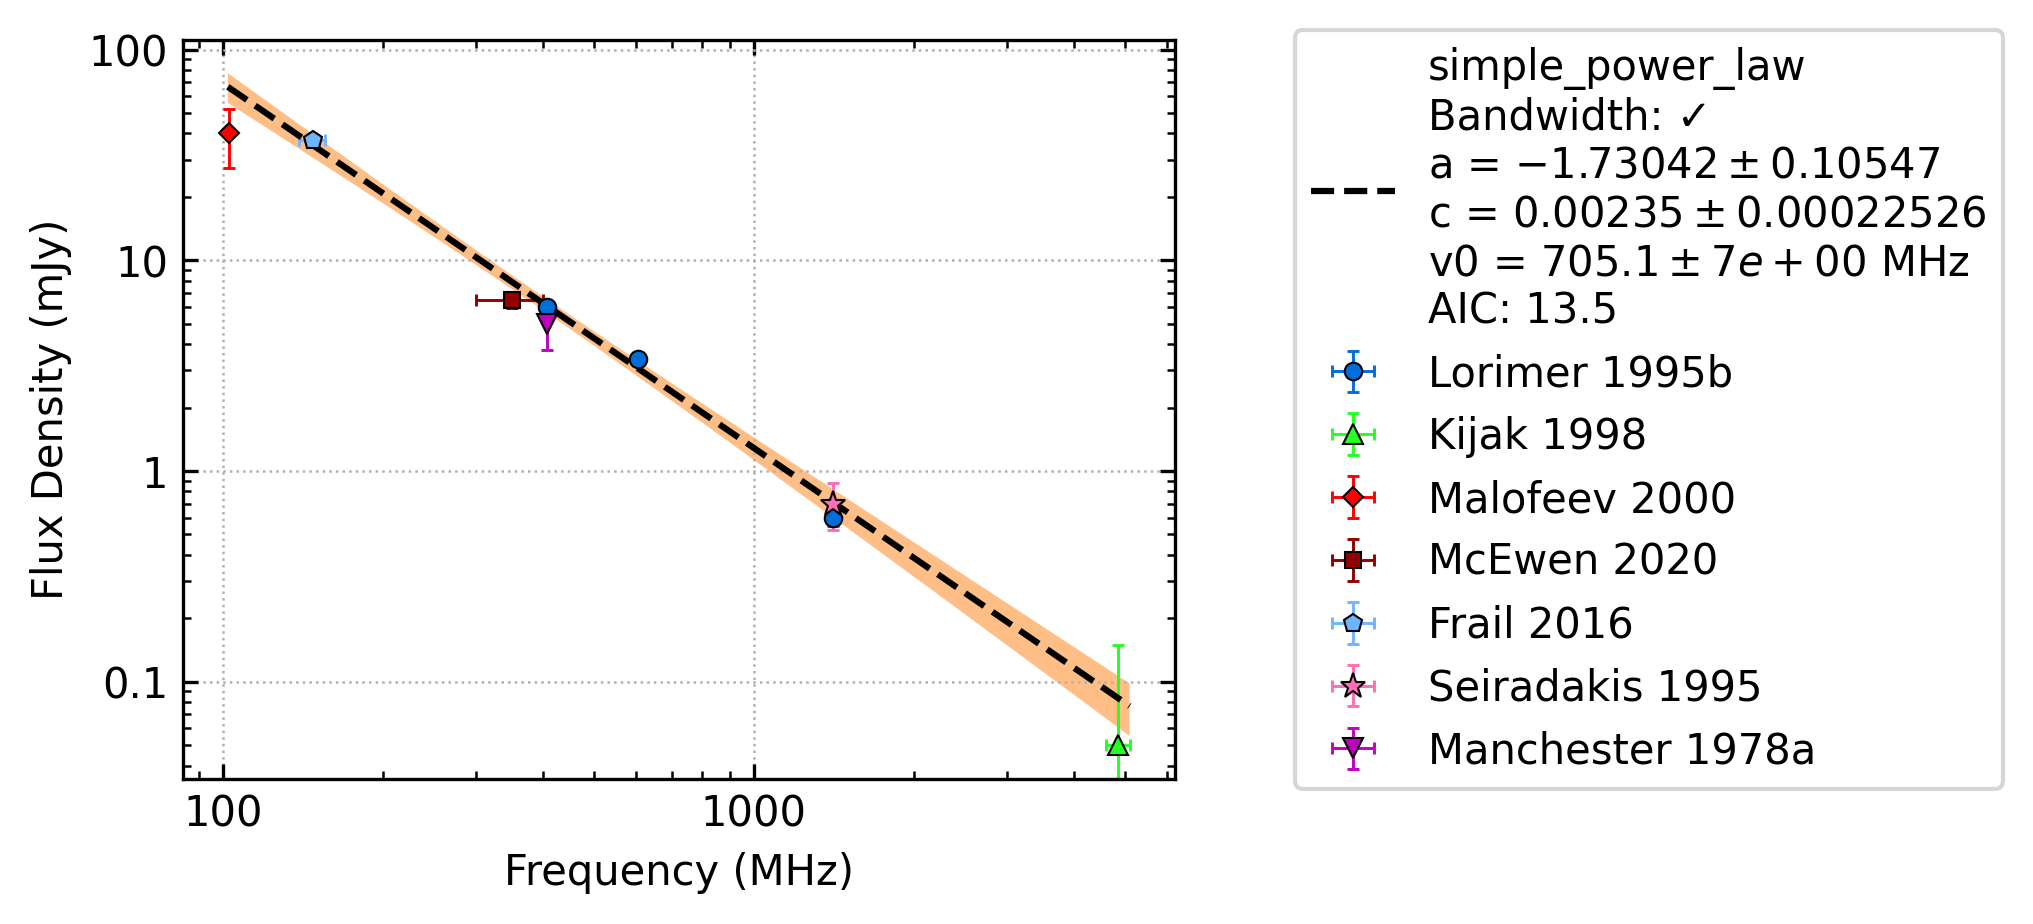 100
10
1
0.1
Flux Density (mJy)
100
1000
Frequency (MHz)
simple_power_law
Bandwidth: ✓
a = −1.73042 ± 0.10547
c = 0.00235 ± 0.00022526
v0 = 705.1 ± 7e + 00 MHz
AIC: 13.5
Lorimer 1995b
Kijak 1998
Malofeev 2000
McEwen 2020
Frail 2016
Seiradakis 1995
Manchester 1978a